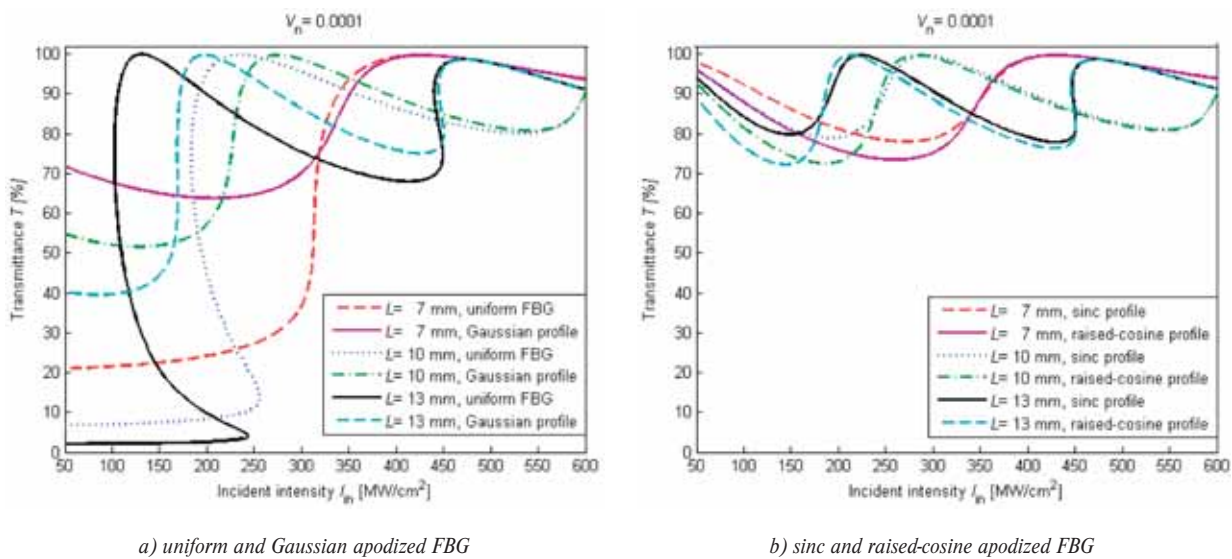 Vn = 0.0001
Transmittance T [%]
100
90
80
70
60
50
40
30
20
10
0
L= 7 mm, uniform FBG
L= 7 mm, Gaussian profile
L= 10 mm, uniform FBG
L= 10 mm, Gaussian profile
L= 13 mm, uniform FBG
L= 13 mm, Gaussian profile
50 100 150 200 250 300 350 400 450 500 550 600
Incident intensity Iin [MW/cm²]
a) uniform and Gaussian apodized FBG
Vn = 0.0001
Transmittance T [%]
100
90
80
70
60
50
40
30
20
10
0
L= 7 mm, sinc profile
L= 7 mm, raised-cosine profile
L= 10 mm, sinc profile
L= 10 mm, raised-cosine profile
L= 13 mm, sinc profile
L= 13 mm, raised-cosine profile
50 100 150 200 250 300 350 400 450 500 550 600
Incident intensity Iin [MW/cm²]
b) sinc and raised-cosine apodized FBG